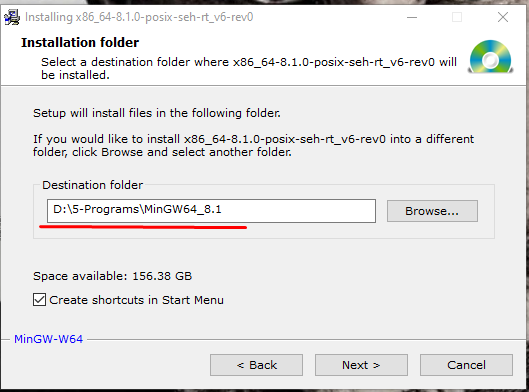 Installing x86_64-8.1.0-posix-seh-rt_v6-rev0
Installation folder
Select a destination folder where x86_64-8.1.0-posix-seh-rt_v6-rev0 will
be installed.
Setup will install files in the following folder.
If you would like to install x86_64-8.1.0-posix-seh-rt_v6-rev0 into a different
folder, click Browse and select another folder.
Destination folder
D:\5-Programs\MinGW64_8.1
Browse...
Space available: 156.38 GB
Create shortcuts in Start Menu
MinGW-W64
< Back
Next >
Cancel